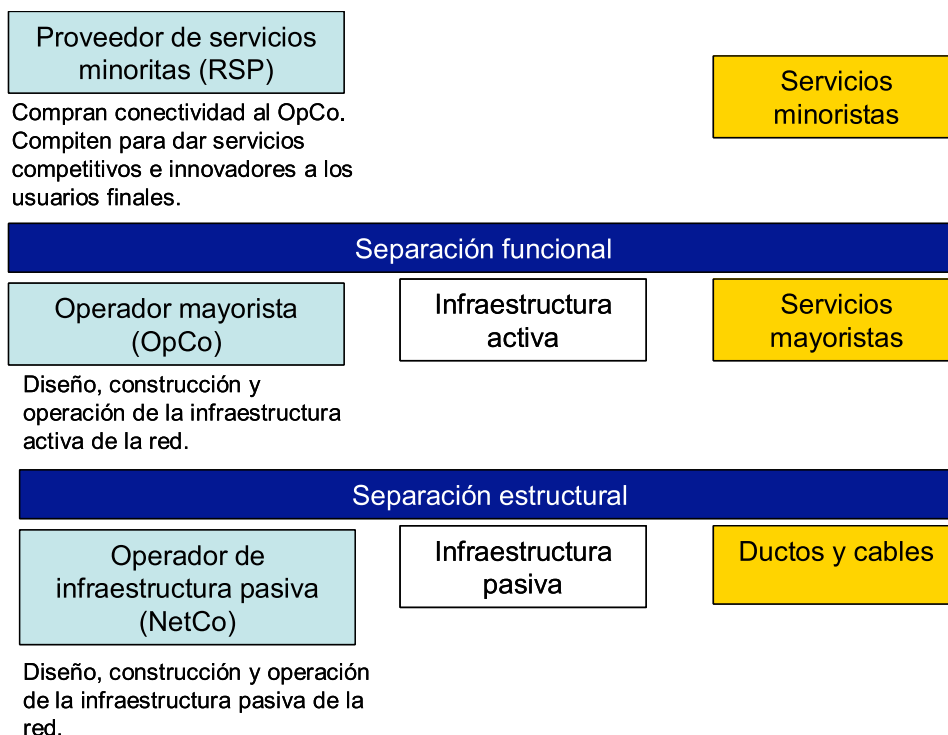 Proveedor de servicios
minoritas (RSP)
Servicios
minoristas
Compran conectividad al OpCo.
Compiten para dar servicios
competitivos e innovadores a los
usuarios finales.
Separación funcional
Operador mayorista
(OpCo)
Infraestructura
activa
Servicios
mayoristas
Diseño, construcción y
operación de la infraestructura
activa de la red.
Separación estructural
Operador de
infraestructura pasiva
(NetCo)
Infraestructura
pasiva
Ductos y cables
Diseño, construcción y operación
de la infraestructura pasiva de la
red.